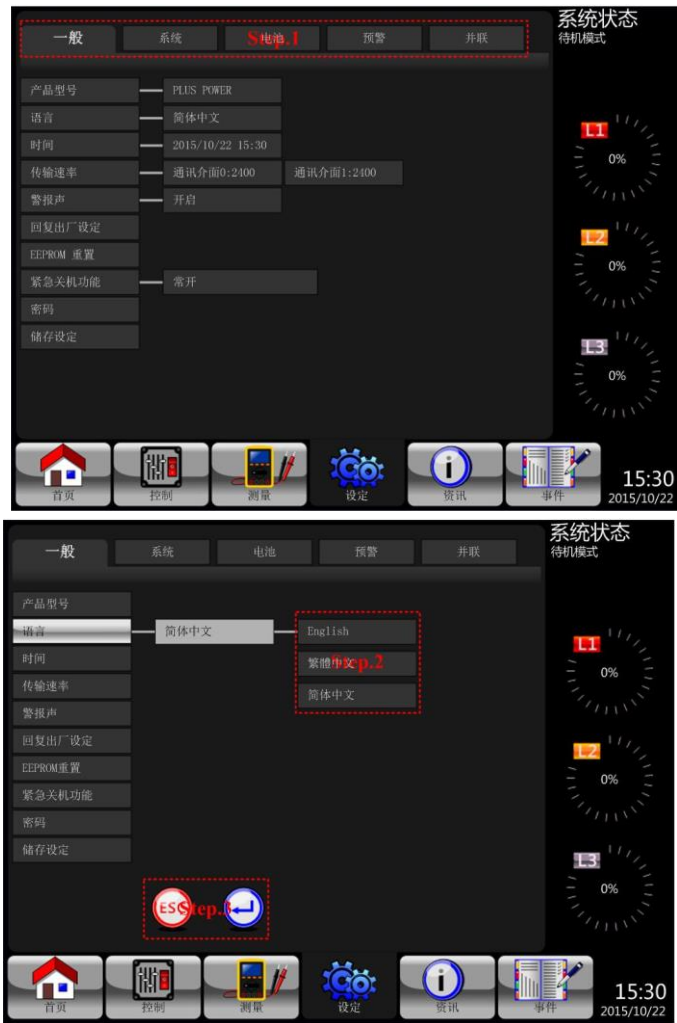 系统状态
待机模式
一般 系统 电池 预警 并联
Step.1
产品型号 PLUS POWER
语言 简体中文
时间 2015/10/22 15:30
传输速率 通讯介面0:2400 通讯介面1:2400
警报声 开启
回复出厂设定
EEPROM 重置
紧急关机功能 常开
密码
储存设定
L1
0%
L2
0%
L3
0%
首页 控制 测量 设定 资讯 事件
15:30
2015/10/22
系统状态
待机模式
一般 系统 电池 预警 并联
产品型号
语言 简体中文 English
时间 繁體中文
Step.2
传输速率 简体中文
警报声
回复出厂设定
EEPROM重置
紧急关机功能
密码
储存设定
ESC
Step.3
L1
0%
L2
0%
L3
0%
首页 控制 测量 设定 资讯 事件
15:30
2015/10/22